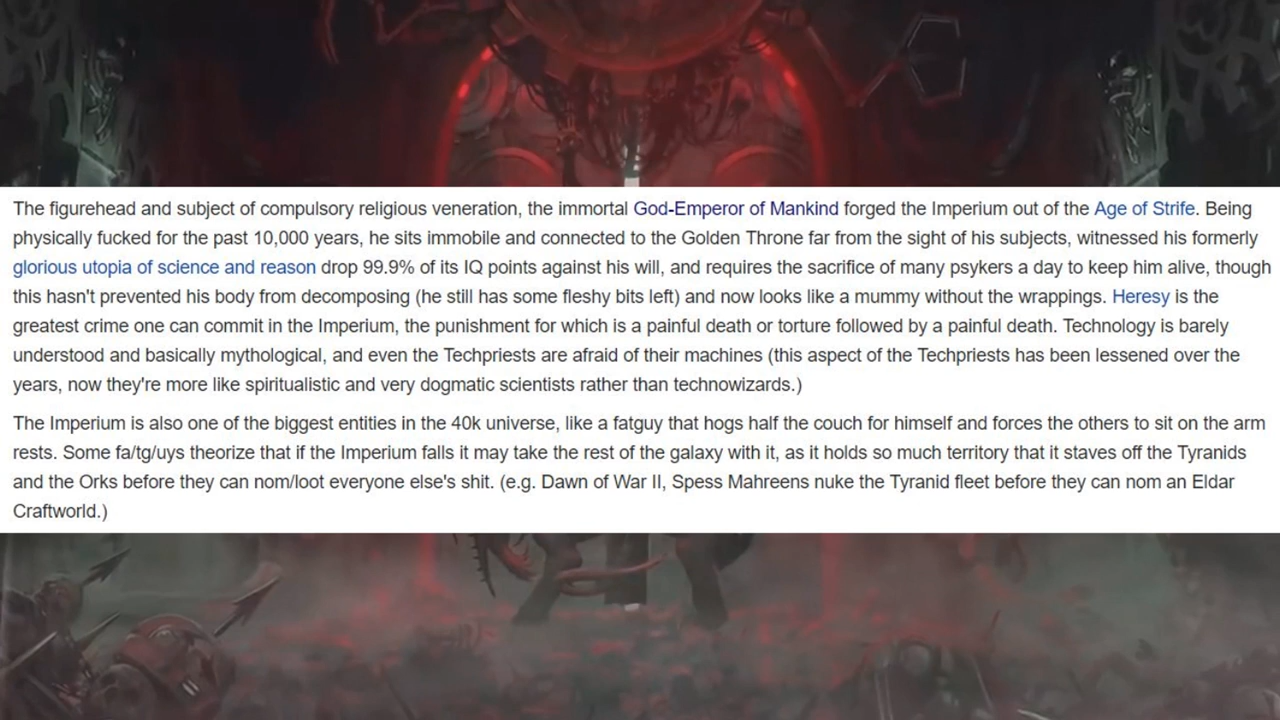 The figurehead and subject of compulsory religious veneration, the immortal God-Emperor of Mankind forged the Imperium out of the Age of Strife. Being
physically fucked for the past 10,000 years, he sits immobile and connected to the Golden Throne far from the sight of his subjects, witnessed his formerly
glorious utopia of science and reason drop 99.9% of its IQ points against his will, and requires the sacrifice of many psykers a day to keep him alive, though
this hasn't prevented his body from decomposing (he still has some fleshy bits left) and now looks like a mummy without the wrappings. Heresy is the
greatest crime one can commit in the Imperium, the punishment for which is a painful death or torture followed by a painful death. Technology is barely
understood and basically mythological, and even the Techpriests are afraid of their machines (this aspect of the Techpriests has been lessened over the
years, now they're more like spiritualistic and very dogmatic scientists rather than technowizards.)
The Imperium is also one of the biggest entities in the 40k universe, like a fatguy that hogs half the couch for himself and forces the others to sit on the arm
rests. Some fa/tg/uys theorize that if the Imperium falls it may take the rest of the galaxy with it, as it holds so much territory that it staves off the Tyranids
and the Orks before they can nom/loot everyone else's shit. (e.g. Dawn of War II, Spess Mahreens nuke the Tyranid fleet before they can nom an Eldar
Craftworld.)